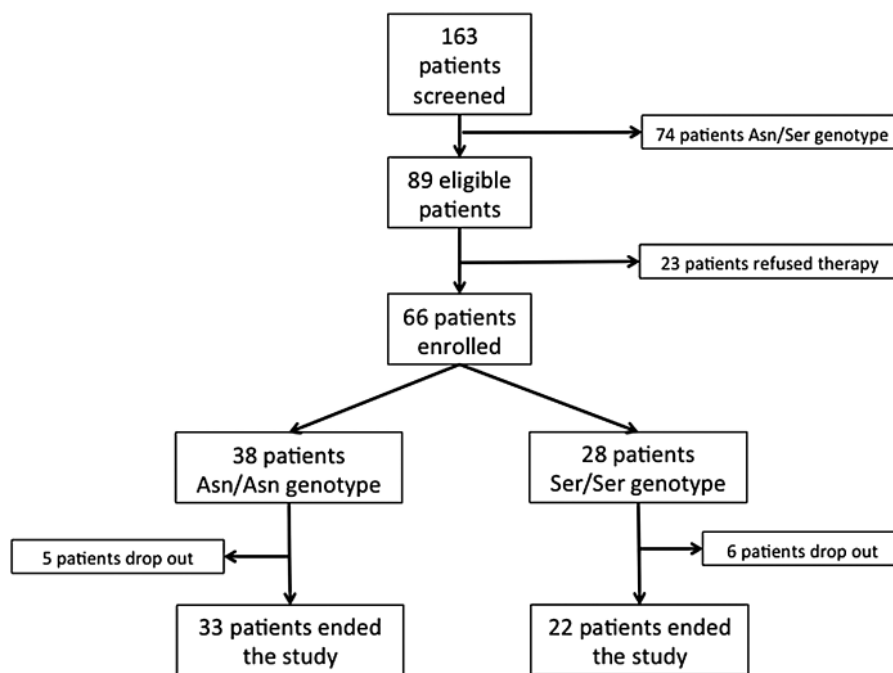 163
patients
screened
74 patients Asn/Ser genotype
89 eligible
patients
23 patients refused therapy
66 patients
enrolled
38 patients
Asn/Asn genotype
28 patients
Ser/Ser genotype
5 patients drop out
6 patients drop out
33 patients ended
the study
22 patients ended
the study